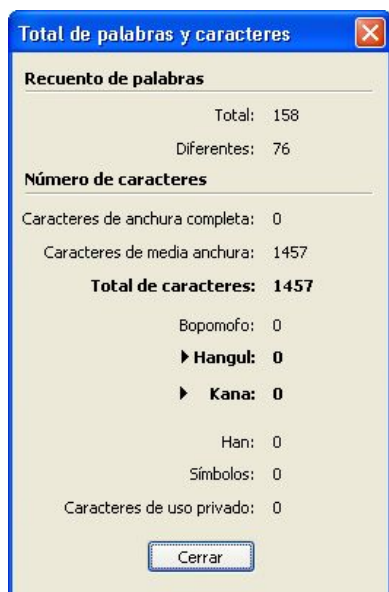 Total de palabras y caracteres
Recuento de palabras
Total: 158
Diferentes: 76
Número de caracteres
Caracteres de anchura completa: 0
Caracteres de media anchura: 1457
Total de caracteres: 1457
Bopomofo: 0
Hangul: 0
Kana: 0
Han: 0
Símbolos: 0
Caracteres de uso privado: 0
Cerrar